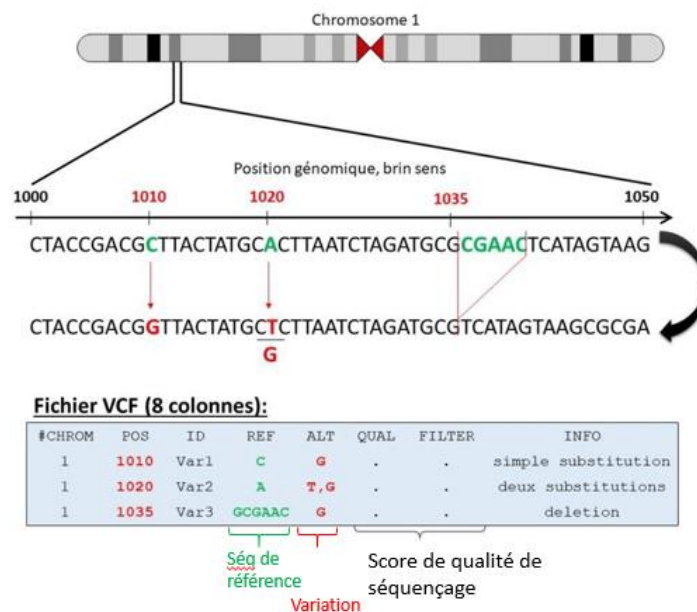 Chromosome 1
Position génomique, brin sens
1000 1010 1020 1035 1050
CTACCGACGCTTACTATGCACTTAATCTAGATGCGCGAACTCATAGTAAG
CTACCGACGGTTACTATGCTCTTAATCTAGATGCGTCATAGTAAGCGCGA
G
Fichier VCF (8 colonnes):
#CHROM POS ID REF ALT QUAL FILTER INFO
1 1010 Var1 C G . . simple substitution
1 1020 Var2 A T,G . . deux substitutions
1 1035 Var3 GCGAAC G . . deletion
Séq de référence
Variation
Score de qualité de séquençage